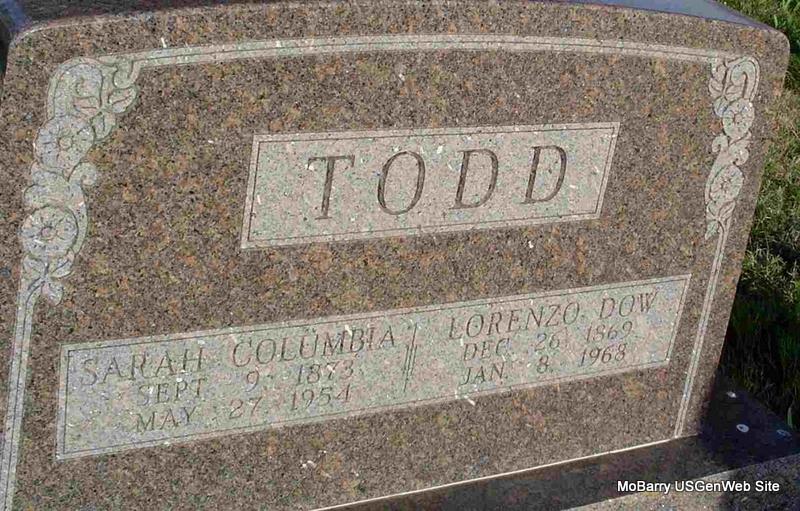 TODD
SARAH COLUMBIA
SEPT. 9, 1873
MAY 27, 1954
LORENZO DOW
DEC. 26, 1869
JAN. 8, 1968
MoBarry USGenWeb Site